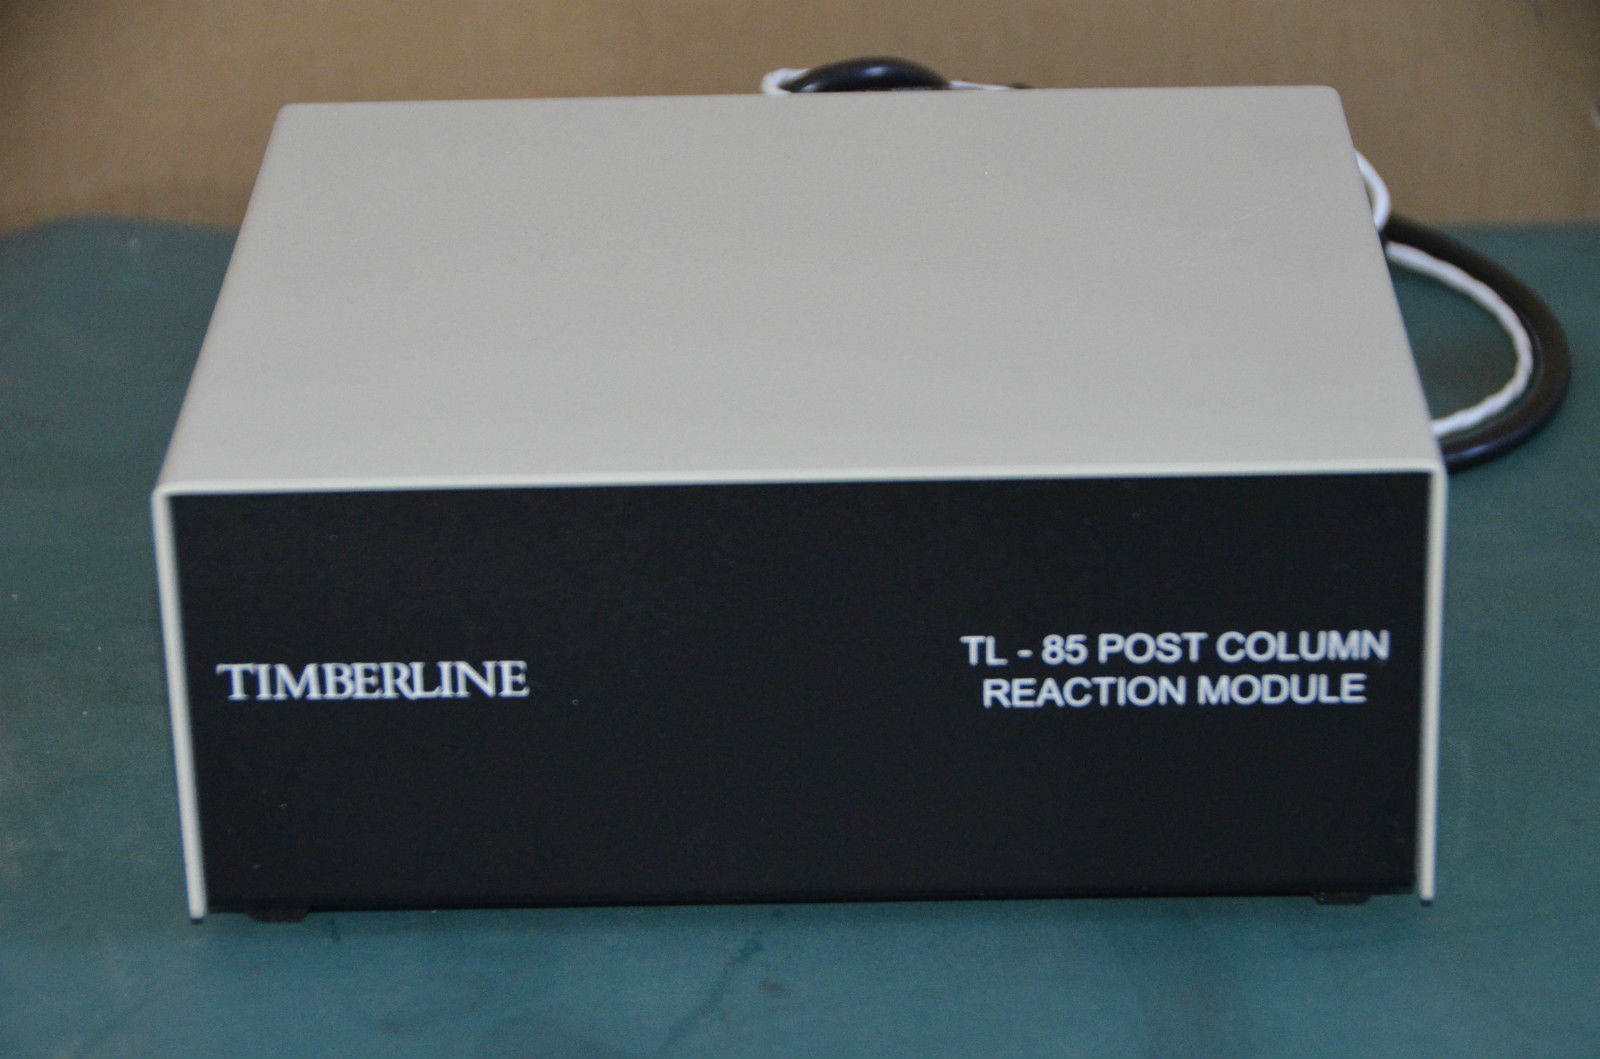 TIMBERLINE
TL - 85 POST COLUMN
REACTION MODULE